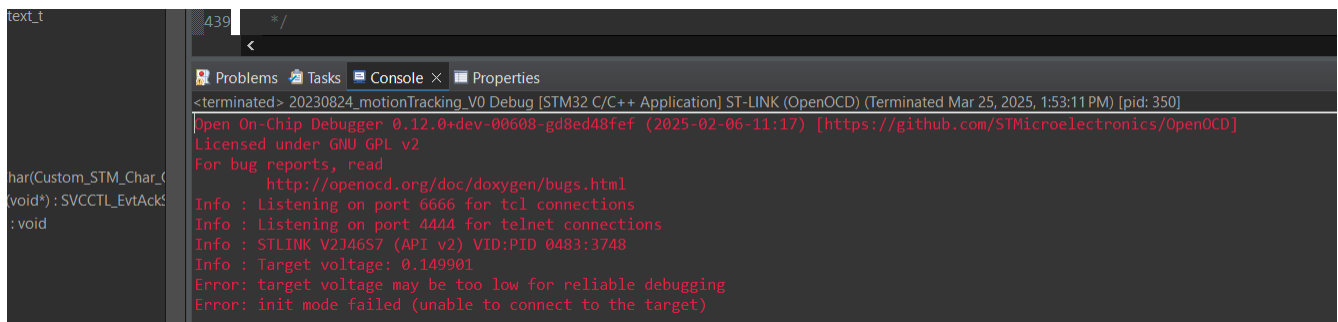 text_t
439 */
Problems Tasks Console Properties
<terminated> 20230824_motionTracking_V0 Debug [STM32 C/C++ Application] ST-LINK (OpenOCD) (Terminated Mar 25, 2025, 1:53:11 PM) [pid: 350]
Open On-Chip Debugger 0.12.0+dev-00608-gd8ed48fef (2025-02-06-11:17) [https://github.com/STMicroelectronics/OpenOCD]
Licensed under GNU GPL v2
For bug reports, read
http://openocd.org/doc/doxygen/bugs.html
har(Custom_STM_Char_
(void*) : SVCCTL_EvtAckS
: void
Info : Listening on port 6666 for tcl connections
Info : Listening on port 4444 for telnet connections
Info : STLINK V2J46S7 (API v2) VID:PID 0483:3748
Info : Target voltage: 0.149901
Error: target voltage may be too low for reliable debugging
Error: init mode failed (unable to connect to the target)